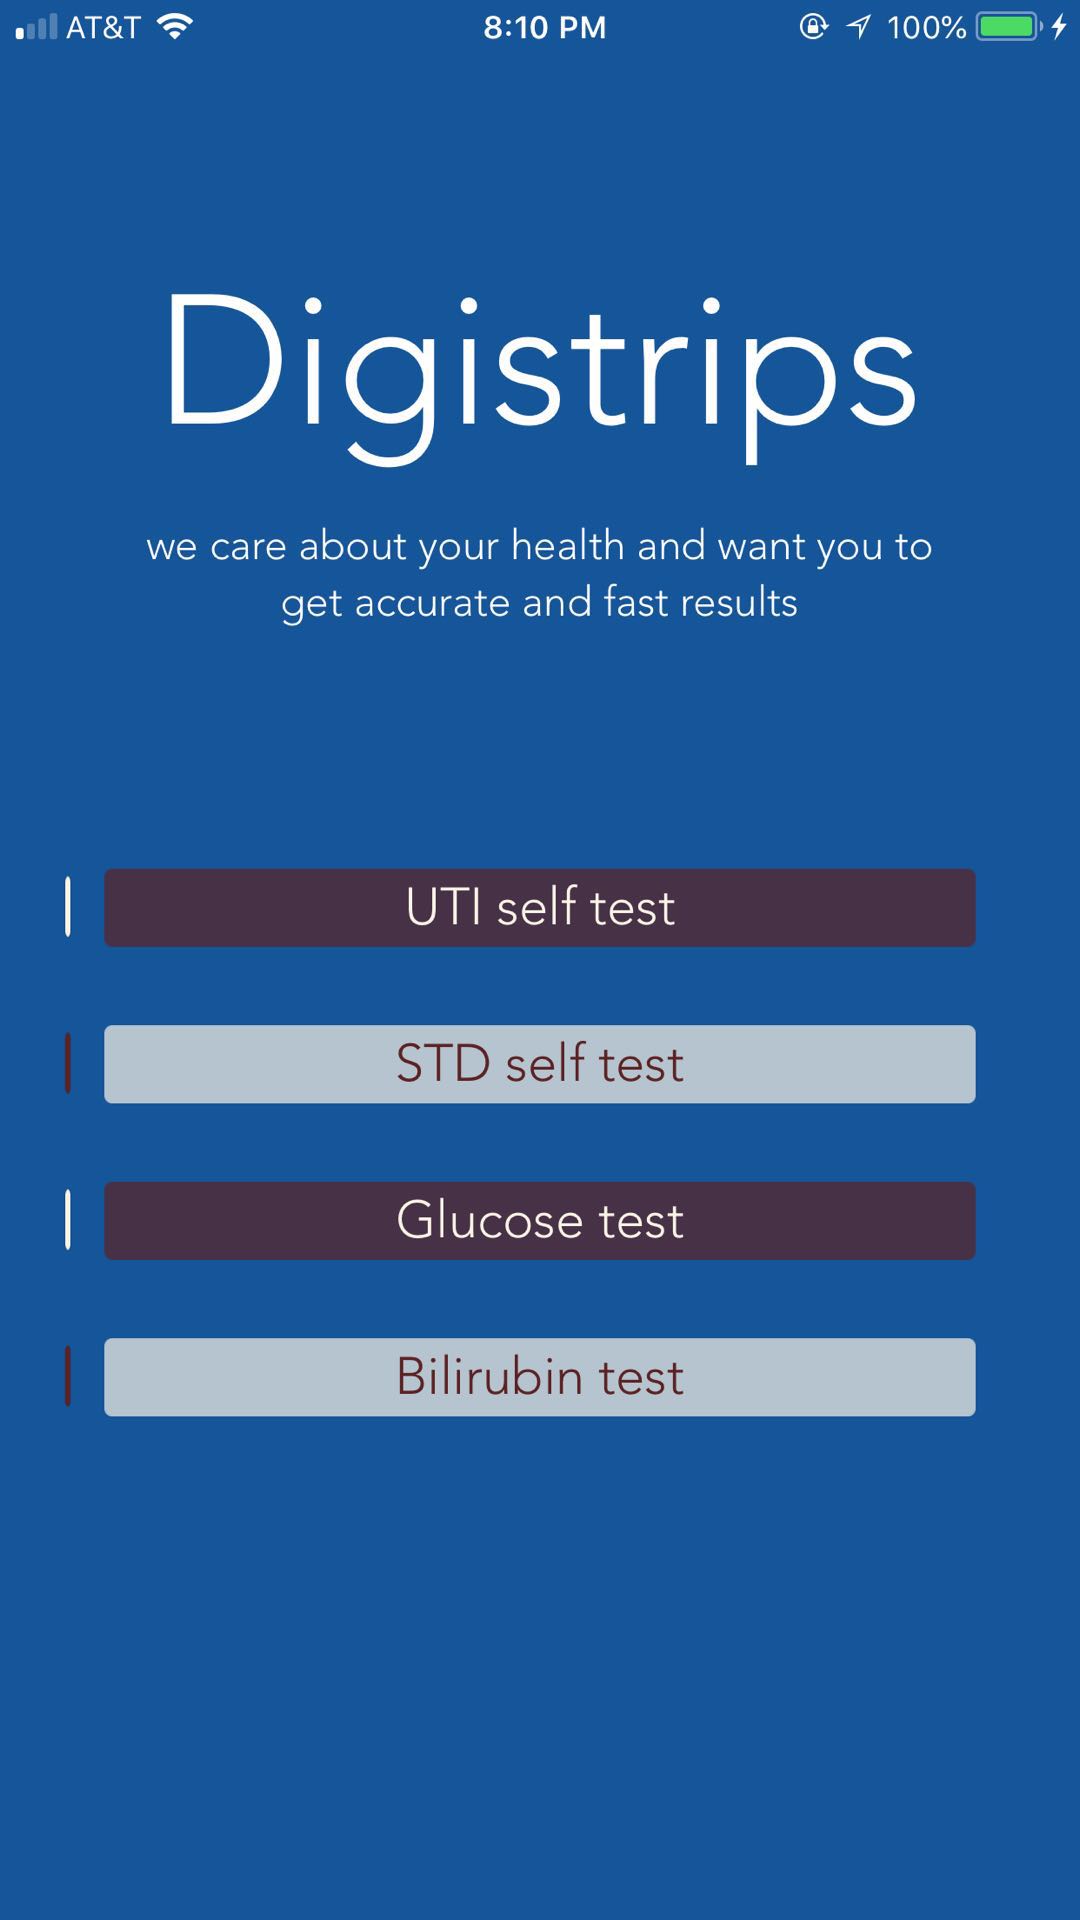 AT&T 8:10 PM 100%
Digistrips
we care about your health and want you to
get accurate and fast results
UTI self test
STD self test
Glucose test
Bilirubin test